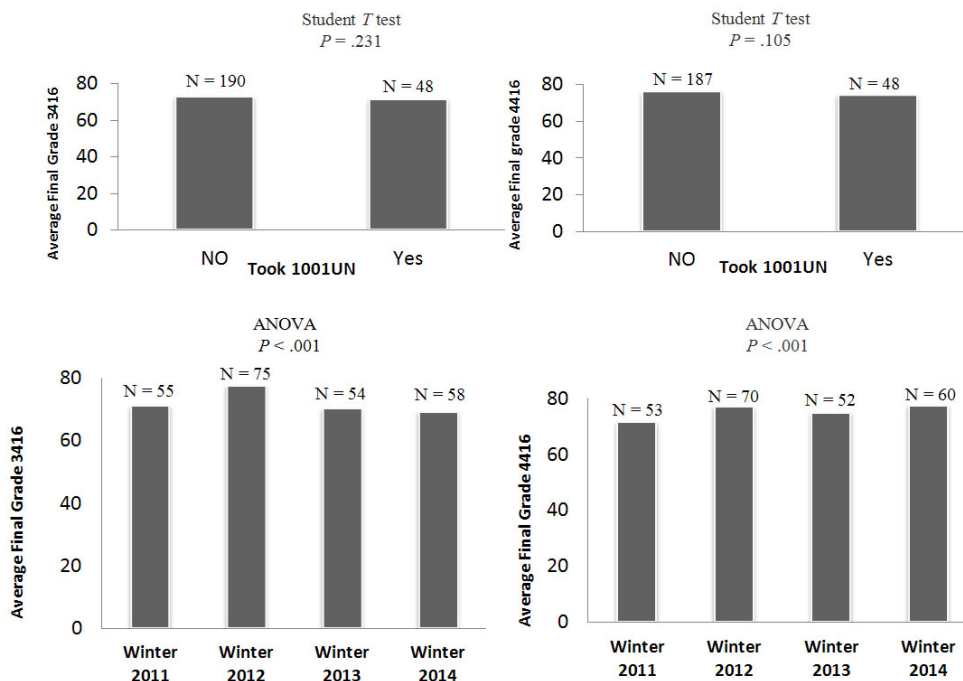 Student T test
P = .231
N = 190
N = 48
80
60
40
20
0
Average Final Grade 3416
NO
Yes
Took 1001UN
Student T test
P = .105
N = 187
N = 48
80
60
40
20
0
Average Final grade 4416
NO
Yes
Took 1001UN
ANOVA
P < .001
N = 55
N = 75
N = 54
N = 58
80
60
40
20
0
Average Final Grade 3416
Winter
2011
Winter
2012
Winter
2013
Winter
2014
ANOVA
P < .001
N = 53
N = 70
N = 52
N = 60
80
60
40
20
0
Average Final Grade 4416
Winter
2011
Winter
2012
Winter
2013
Winter
2014